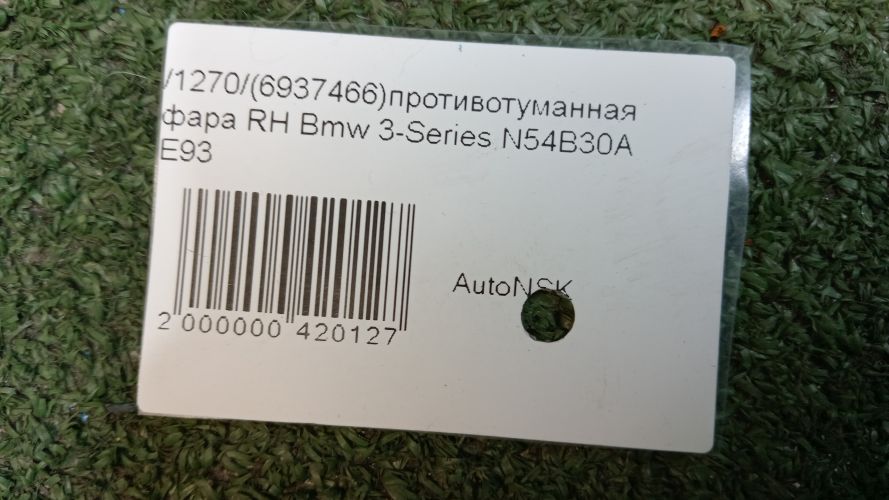 /1270/(6937466)противотуманная
фара RH Bmw 3-Series N54B30A
E93
AutoNSK
2 000000 420127